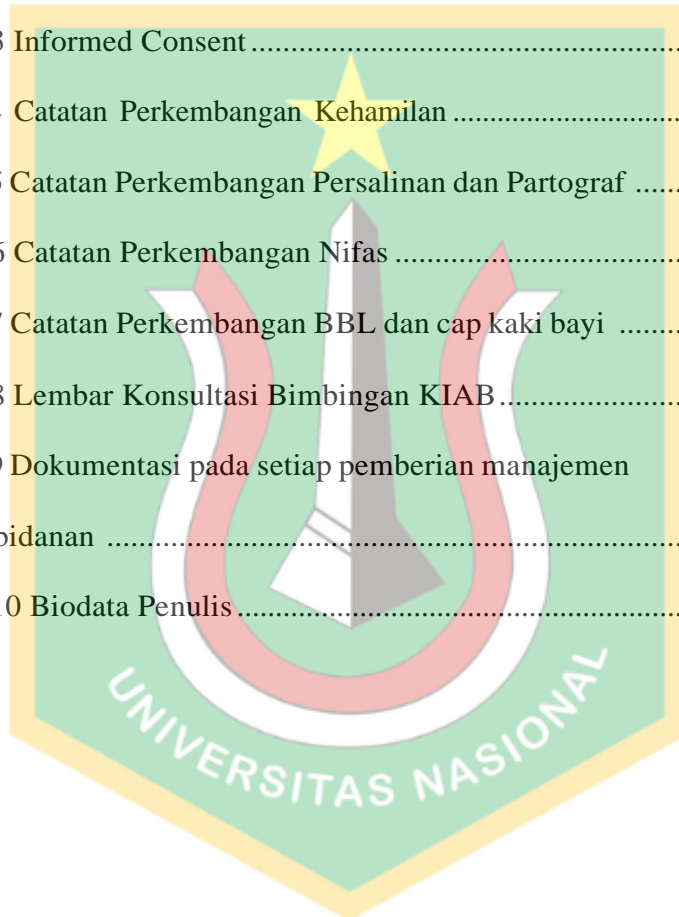 3 Informed Consent ........................................................
Catatan Perkembangan Kehamilan ........................................
5 Catatan Perkembangan Persalinan dan Partograf ......
6 Catatan Perkembangan Nifas .....................................
7 Catatan Perkembangan BBL dan cap kaki bayi ........
8 Lembar Konsultasi Bimbingan KIAB ........................
9 Dokumentasi pada setiap pemberian manajemen
bidanan ..................................................................
10 Biodata Penulis ........................................................
UNIVERSITAS NASIONAL